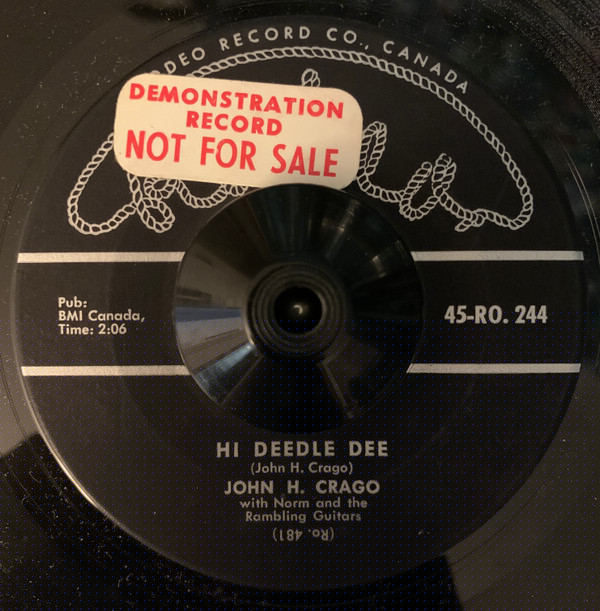 RODEO RECORD CO., CANADA
DEMONSTRATION
RECORD
NOT FOR SALE
Pub:
BMI Canada,
Time: 2:06
45-RO. 244
HI DEEDLE DEE
(John H. Crago)
JOHN H. CRAGO
with Norm and the
Rambling Guitars
(Ro. 481)